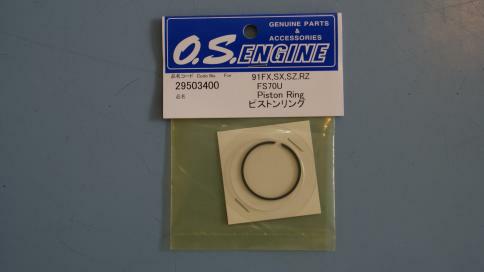 GENUINE PARTS
&
ACCESSORIES
O.S.ENGINE
品名コード Code No. For 91FX,SX,SZ,RZ
29503400 FS70U
品名 Piston Ring
ピストンリング